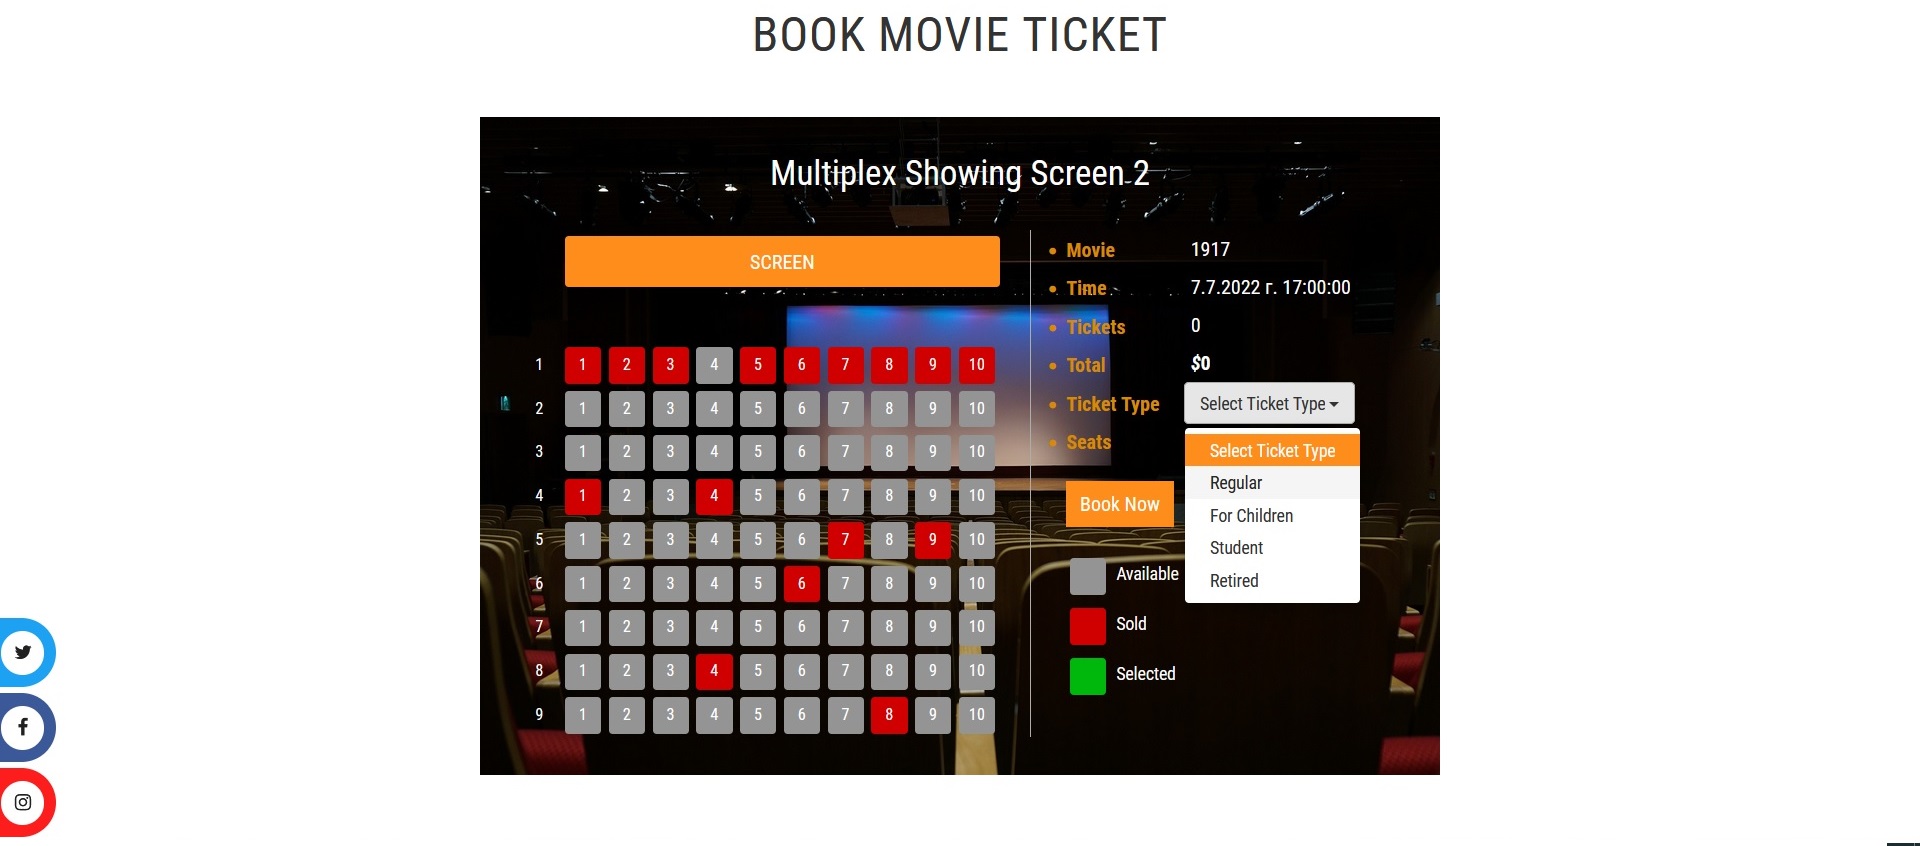 BOOK MOVIE TICKET
Multiplex Showing Screen 2
SCREEN
1 1 2 3 4 5 6 7 8 9 10
2 1 2 3 4 5 6 7 8 9 10
3 1 2 3 4 5 6 7 8 9 10
4 1 2 3 4 5 6 7 8 9 10
5 1 2 3 4 5 6 7 8 9 10
6 1 2 3 4 5 6 7 8 9 10
7 1 2 3 4 5 6 7 8 9 10
8 1 2 3 4 5 6 7 8 9 10
9 1 2 3 4 5 6 7 8 9 10
Movie 1917
Time 7.7.2022 г. 17:00:00
Tickets 0
Total $0
Ticket Type Select Ticket Type
Seats
Select Ticket Type
Regular
For Children
Student
Retired
Book Now
Available
Sold
Selected